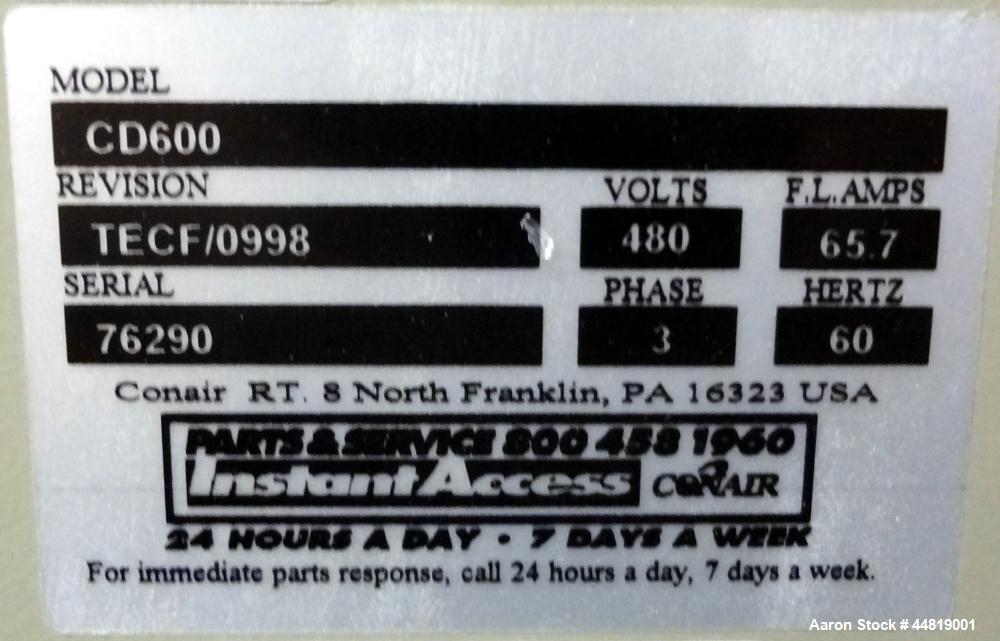 MODEL
CD600
REVISION VOLTS F.L.AMPS
TECF/0998 480 65.7
SERIAL PHASE HERTZ
76290 3 60
Conair RT. 8 North Franklin, PA 16323 USA
PARTS & SERVICE 800 458 1960
Instant Access CONAIR
24 HOURS A DAY • 7 DAYS A WEEK
For immediate parts response, call 24 hours a day, 7 days a week.
Aaron Stock # 44819001